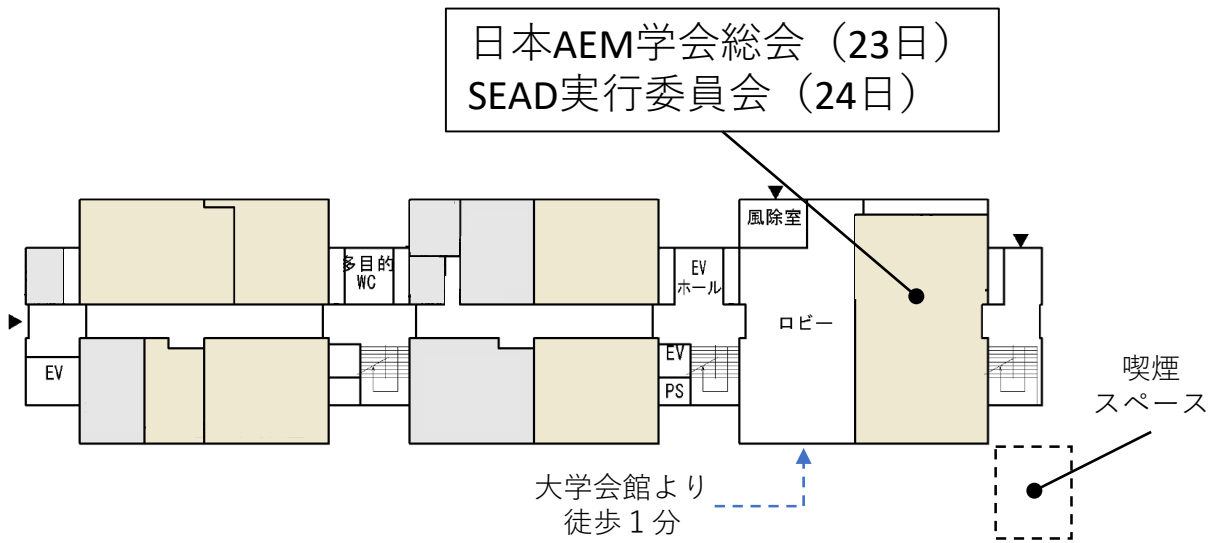 日本AEM学会総会（23日）
SEAD実行委員会（24日）
風除室
多目的
WC
EV
ホール
ロビー
EV
EV
PS
喫煙
スペース
大学会館より
徒歩１分